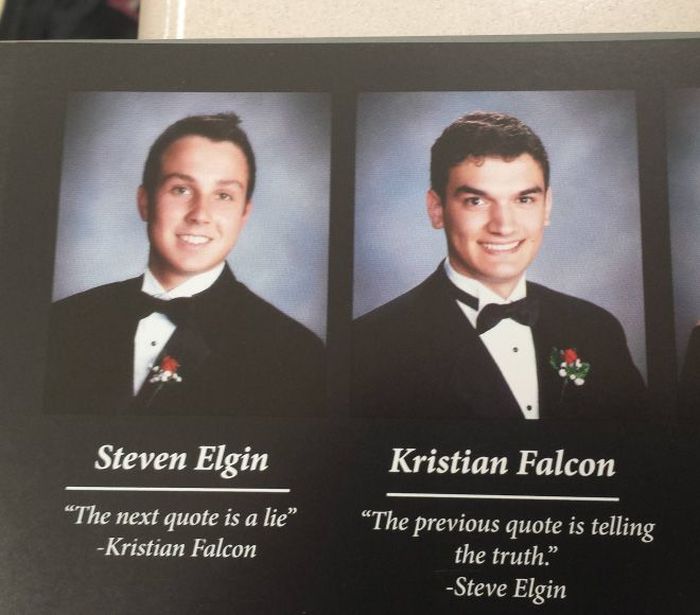 Steven Elgin
“The next quote is a lie”
-Kristian Falcon
Kristian Falcon
“The previous quote is telling
the truth.”
-Steve Elgin